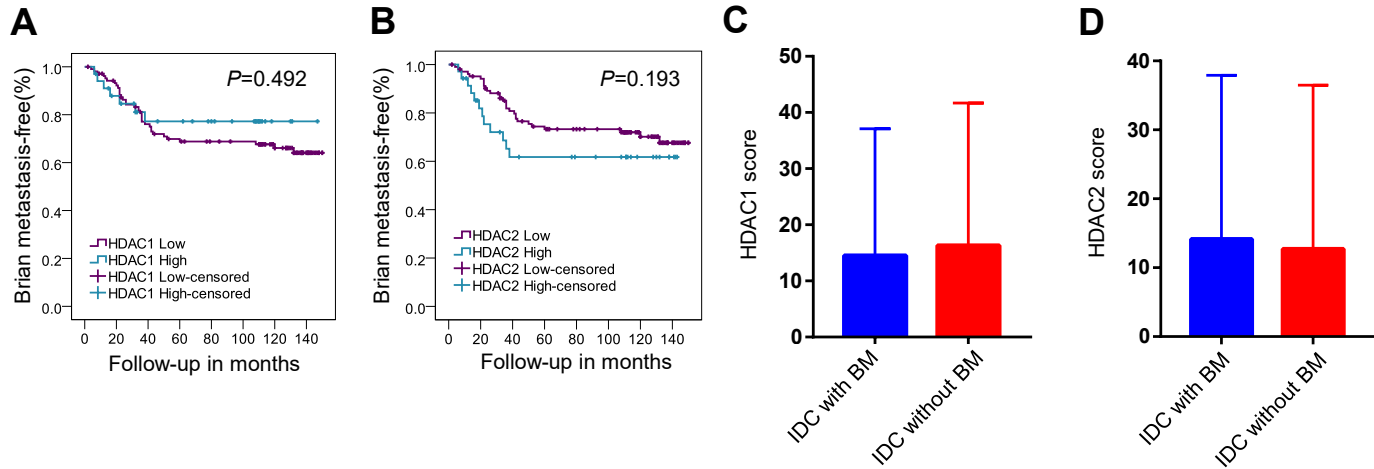 A
P=0.492
Brian metastasis-free(%)
1.0
0.8
0.6
0.4
0.2
0.0
HDAC1 Low
HDAC1 High
HDAC1 Low-censored
HDAC1 High-censored
0 20 40 60 80 100 120 140
Follow-up in months
B
P=0.193
Brian metastasis-free(%)
1.0
0.8
0.6
0.4
0.2
0.0
HDAC2 Low
HDAC2 High
HDAC2 Low-censored
HDAC2 High-censored
0 20 40 60 80 100 120 140
Follow-up in months
C
HDAC1 score
50
40
30
20
10
0
IDC with BM
IDC without BM
D
HDAC2 score
40
30
20
10
0
IDC with BM
IDC without BM